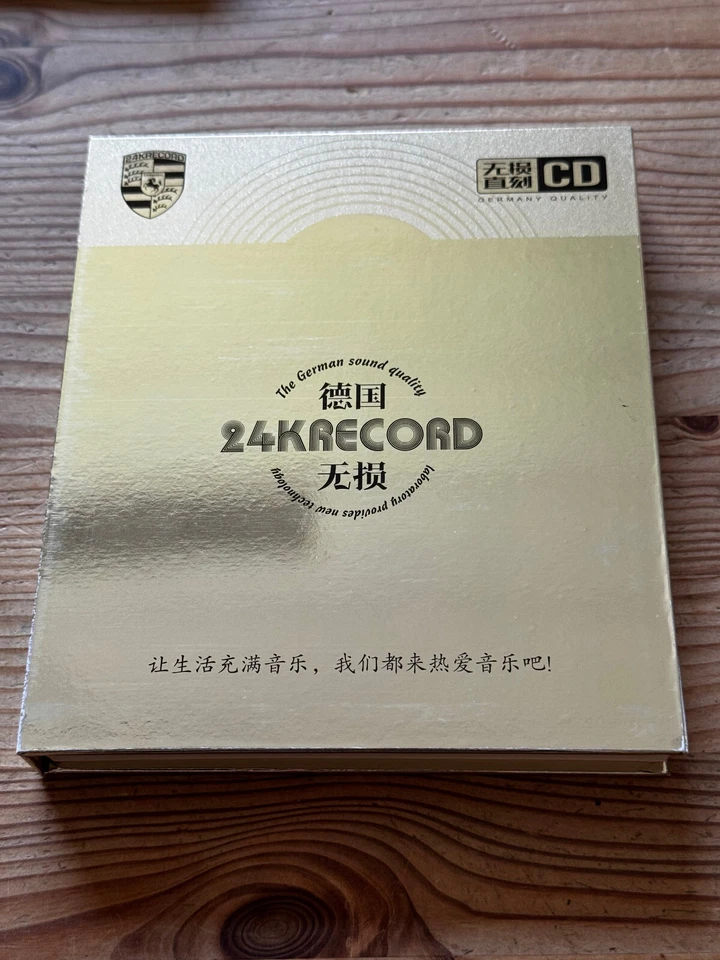 24KRECORD
无损
直刻
CD
GERMANY QUALITY
The German sound quality
德国
24KRECORD
无损
laboratory provides new technology
让生活充满音乐，我们都来热爱音乐吧!